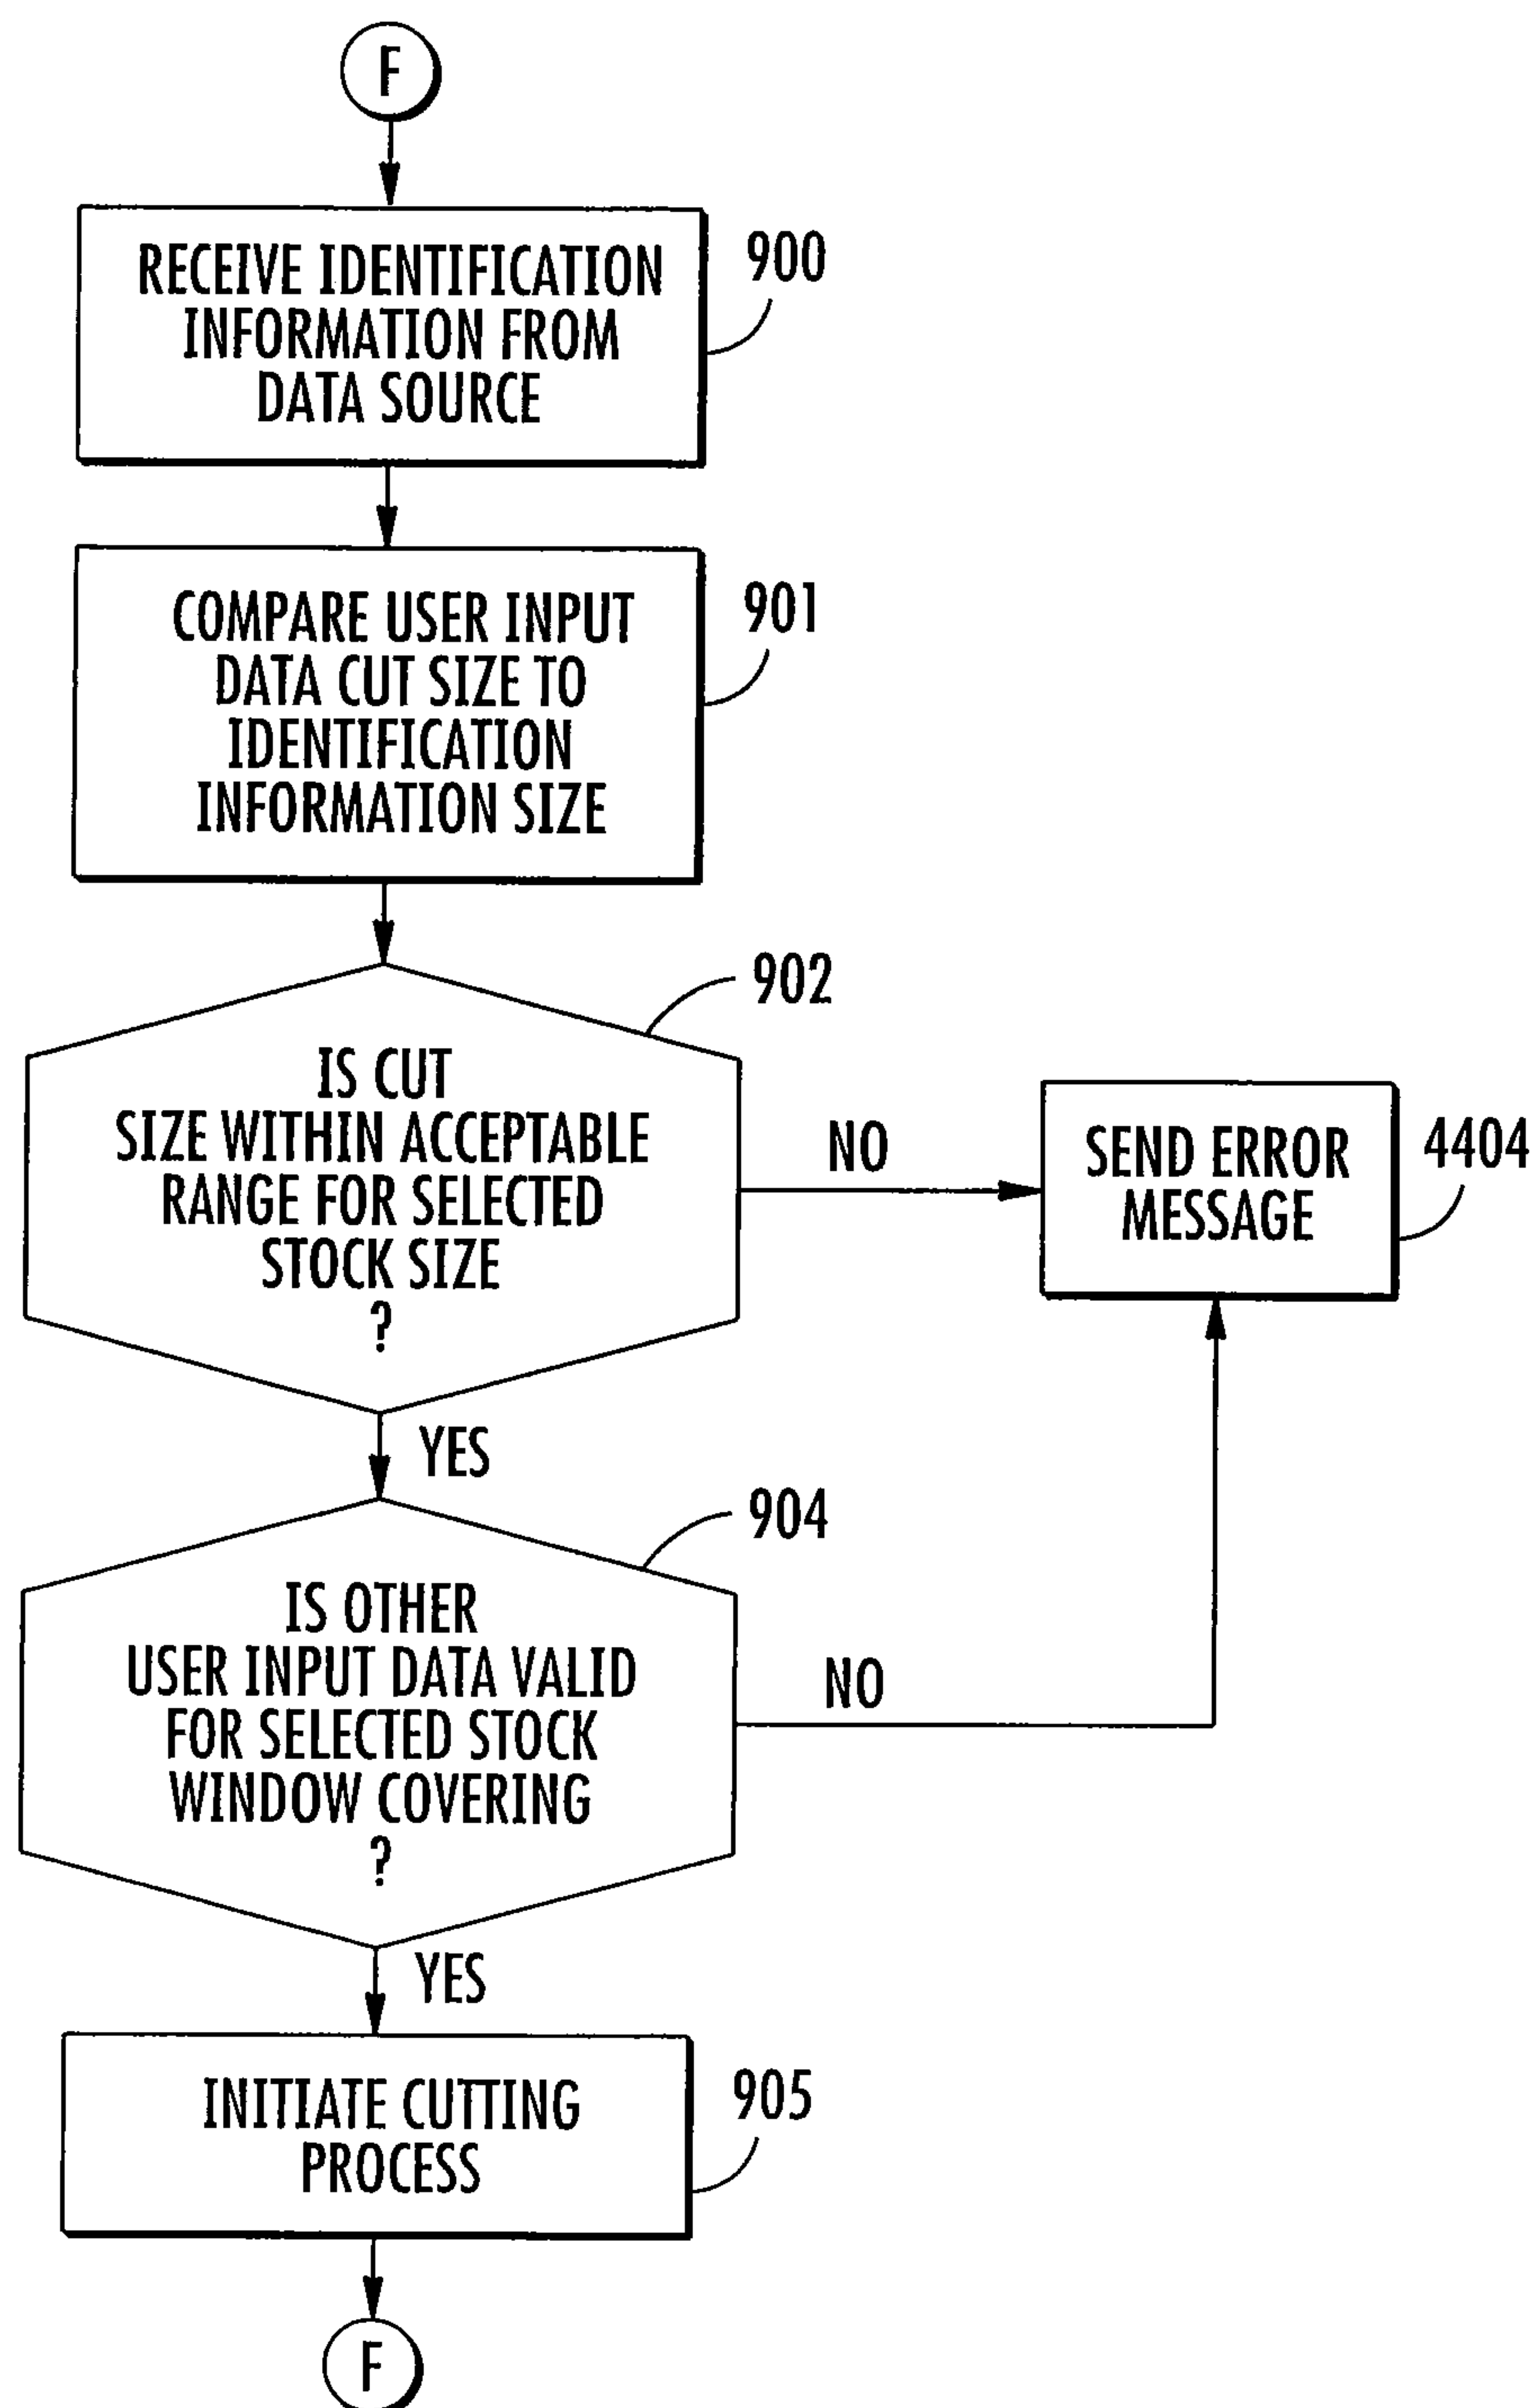 F
RECEIVE IDENTIFICATION
INFORMATION FROM
DATA SOURCE
900
COMPARE USER INPUT
DATA CUT SIZE TO
IDENTIFICATION
INFORMATION SIZE
901
902
IS CUT
SIZE WITHIN ACCEPTABLE
RANGE FOR SELECTED
STOCK SIZE
?
NO
SEND ERROR
MESSAGE
4404
YES
904
IS OTHER
USER INPUT DATA VALID
FOR SELECTED STOCK
WINDOW COVERING
?
NO
YES
INITIATE CUTTING
PROCESS
905
F